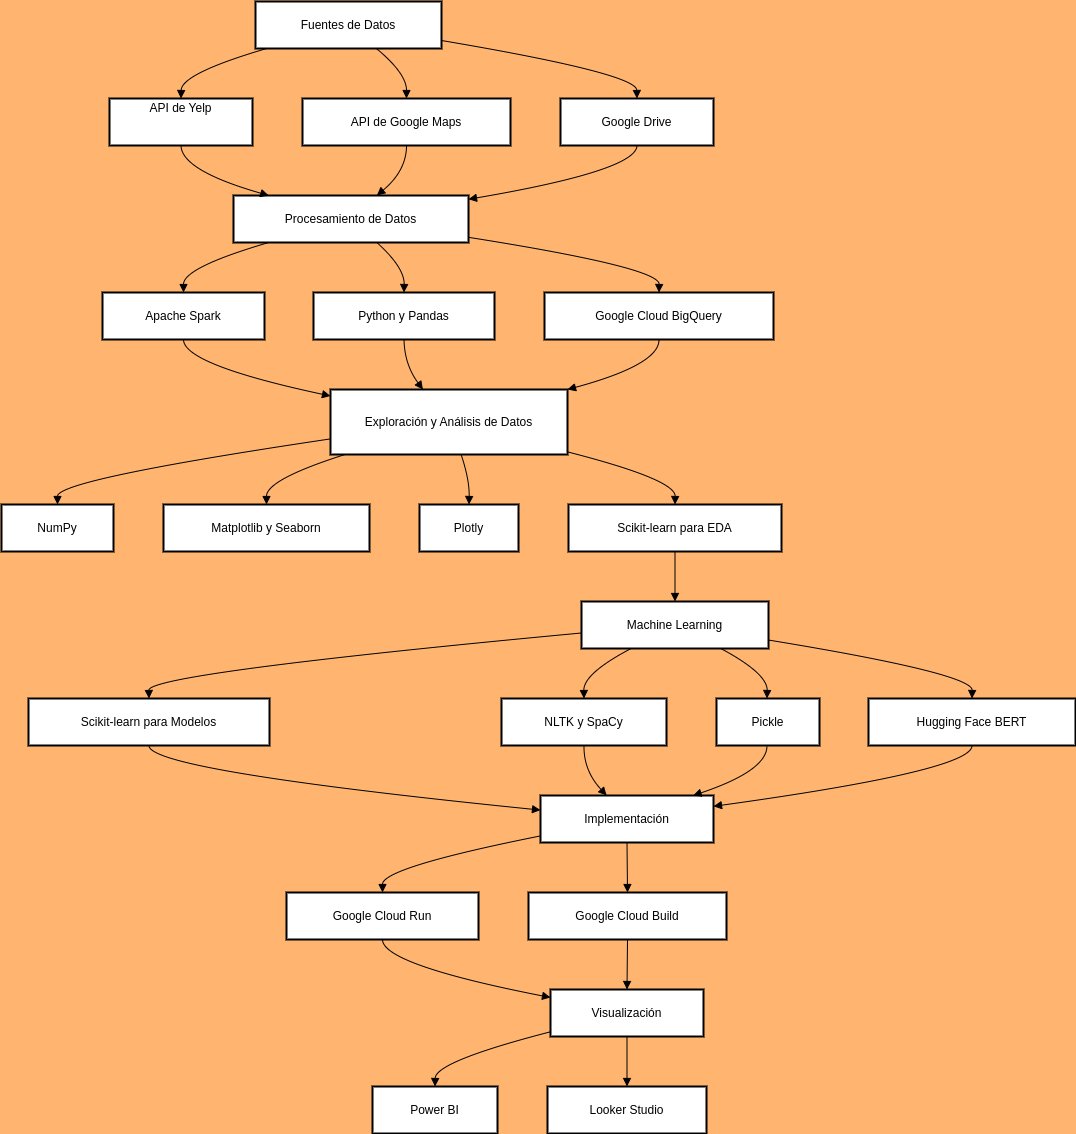 Fuentes de Datos
API de Yelp
API de Google Maps
Google Drive
Procesamiento de Datos
Apache Spark
Python y Pandas
Google Cloud BigQuery
Exploración y Análisis de Datos
NumPy
Matplotlib y Seaborn
Plotly
Scikit-learn para EDA
Machine Learning
Scikit-learn para Modelos
NLTK y SpaCy
Pickle
Hugging Face BERT
Implementación
Google Cloud Run
Google Cloud Build
Visualización
Power BI
Looker Studio